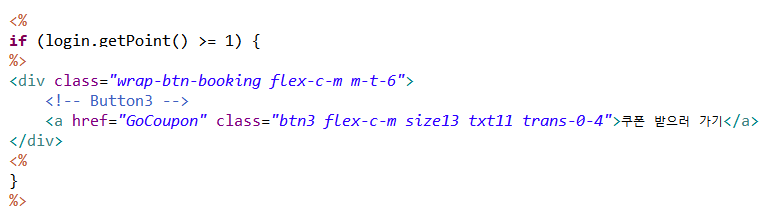 <%
if (login.getPoint() >= 1) {
%>
<div class="wrap-btn-booking flex-c-m m-t-6">
    <!-- Button3 -->
    <a href="GoCoupon" class="btn3 flex-c-m size13 txt11 trans-0-4">쿠폰 받으러 가기</a>
</div>
<%
}
%>